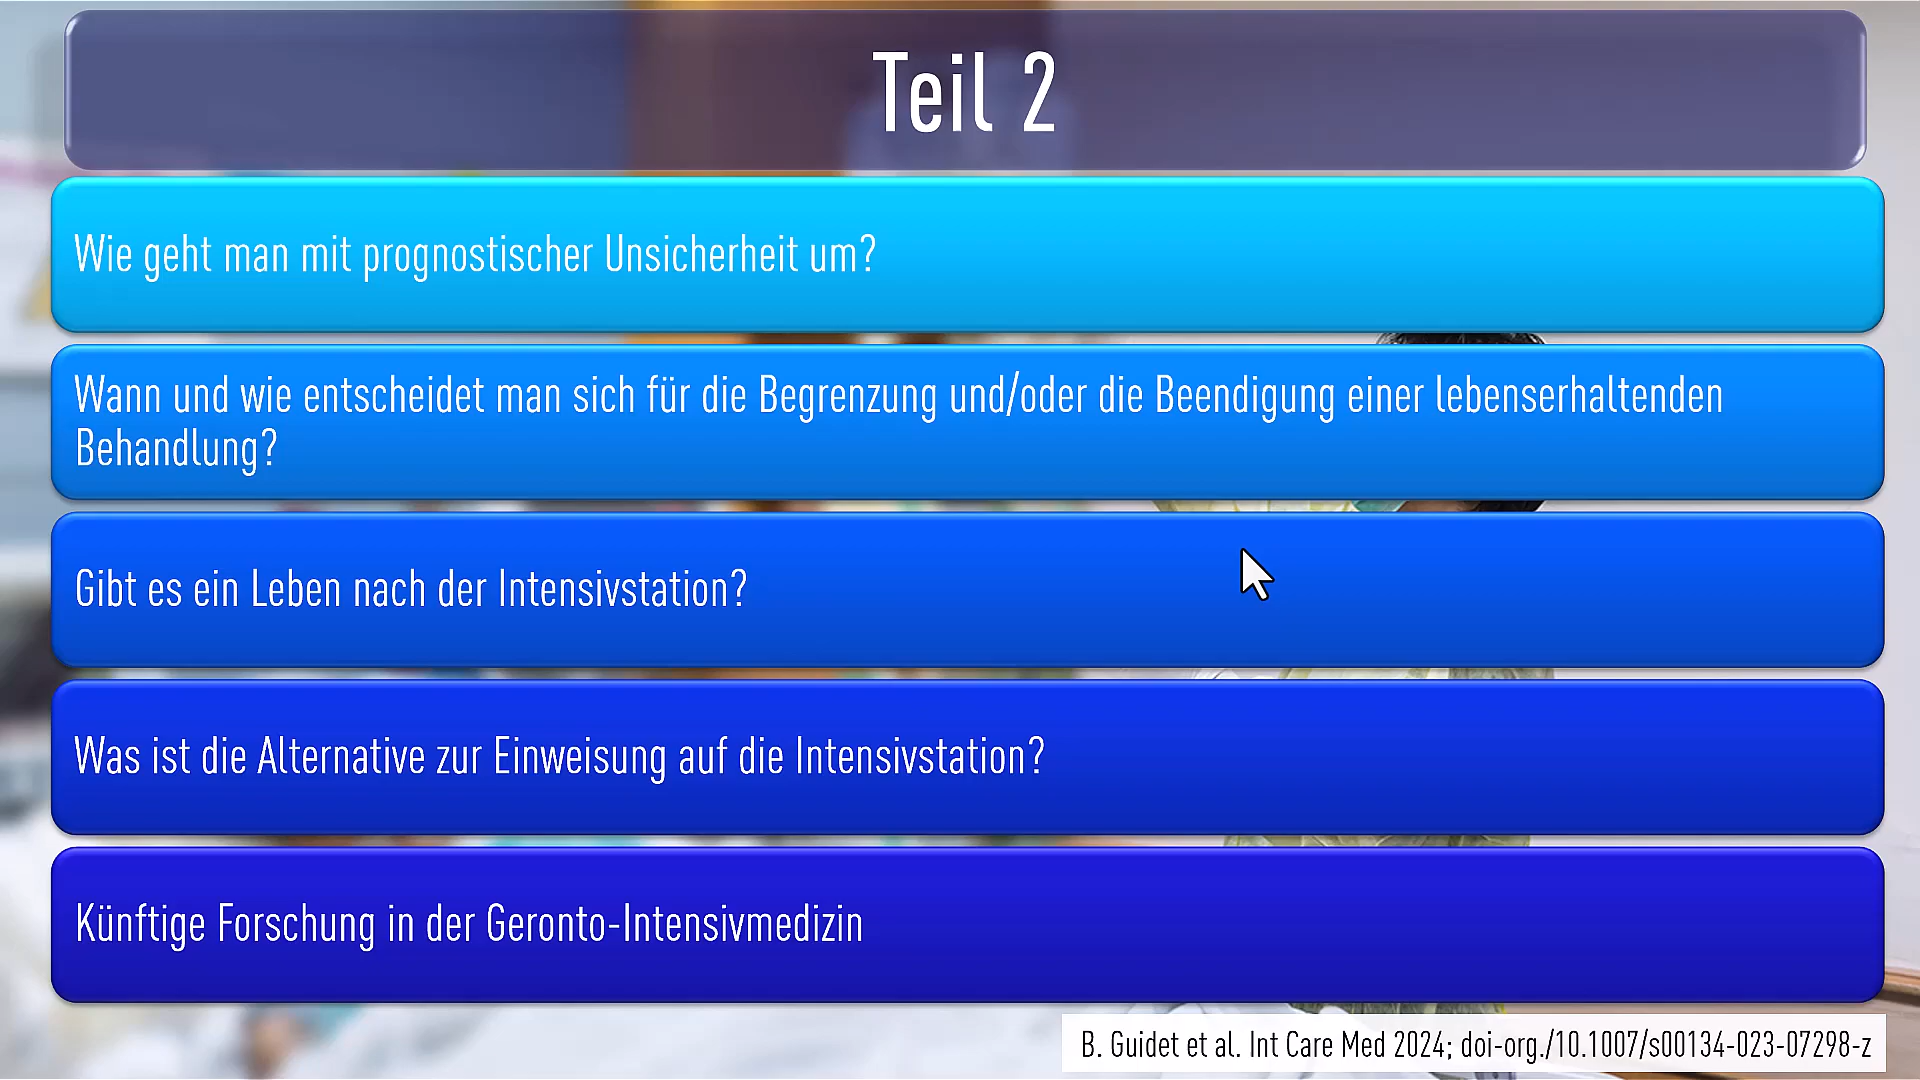 Teil 2
Wie geht man mit prognostischer Unsicherheit um?
Wann und wie entscheidet man sich für die Begrenzung und/oder die Beendigung einer lebenserhaltenden
Behandlung?
Gibt es ein Leben nach der Intensivstation?
Was ist die Alternative zur Einweisung auf die Intensivstation?
Künftige Forschung in der Geronto-Intensivmedizin
B. Guidet et al. Int Care Med 2024; doi-org./10.1007/s00134-023-07298-z